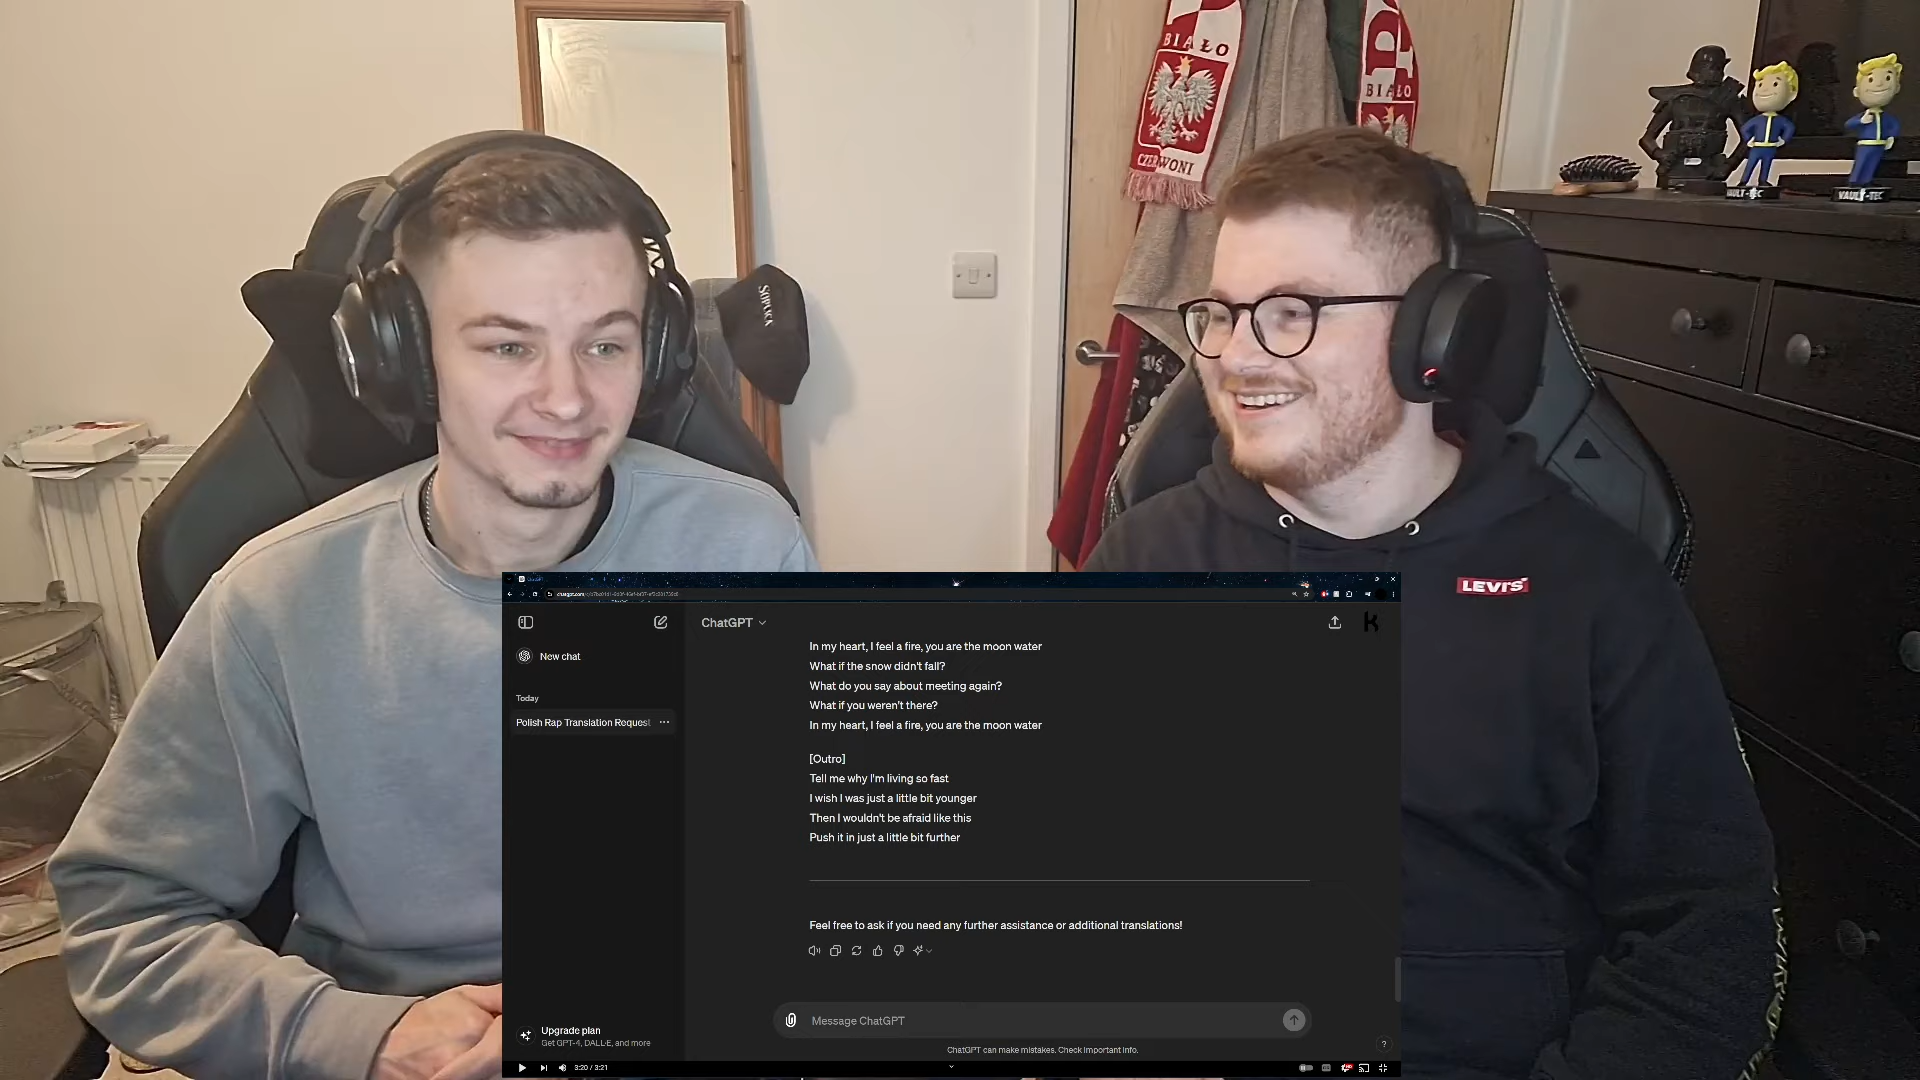 BIAŁO
CZERWONI
BIAŁO
VAULT-TEC
VAULT-TEC
SOPLICA
LEVI'S
ChatGPT
New chat
Today
Polish Rap Translation Request
In my heart, I feel a fire, you are the moon water
What if the snow didn't fall?
What do you say about meeting again?
What if you weren't there?
In my heart, I feel a fire, you are the moon water
[Outro]
Tell me why I'm living so fast
I wish I was just a little bit younger
Then I wouldn't be afraid like this
Push it in just a little bit further
Feel free to ask if you need any further assistance or additional translations!
Upgrade plan
Get GPT-4, DALL·E, and more
Message ChatGPT
ChatGPT can make mistakes. Check important info.
?
3:20 / 3:21